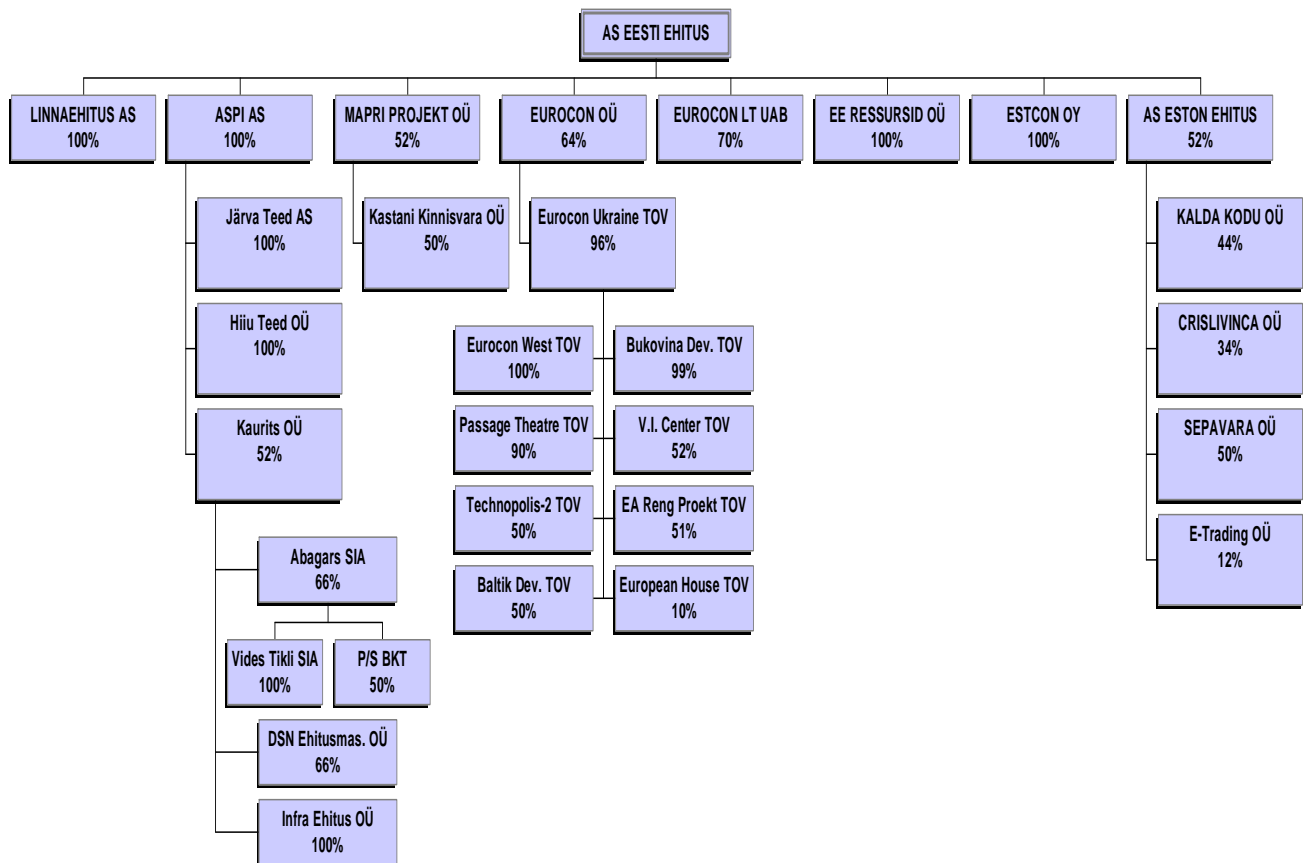 AS EESTI EHITUS
LINNAEHITUS AS
100%
ASPI AS
100%
MAPRI PROJEKT OÜ
52%
EUROCON OÜ
64%
EUROCON LT UAB
70%
EE RESSURSID OÜ
100%
ESTCON OY
100%
AS ESTON EHITUS
52%
Järva Teed AS
100%
Hiiu Teed OÜ
100%
Kaurits OÜ
52%
Abagars SIA
66%
Vides Tikli SIA
100%
P/S BKT
50%
DSN Ehitusmas. OÜ
66%
Infra Ehitus OÜ
100%
Kastani Kinnisvara OÜ
50%
Eurocon Ukraine TOV
96%
Eurocon West TOV
100%
Bukovina Dev. TOV
99%
Passage Theatre TOV
90%
V.I. Center TOV
52%
Technopolis-2 TOV
50%
EA Reng Proekt TOV
51%
Baltik Dev. TOV
50%
European House TOV
10%
KALDA KODU OÜ
44%
CRISLIVINCA OÜ
34%
SEPAVARA OÜ
50%
E-Trading OÜ
12%